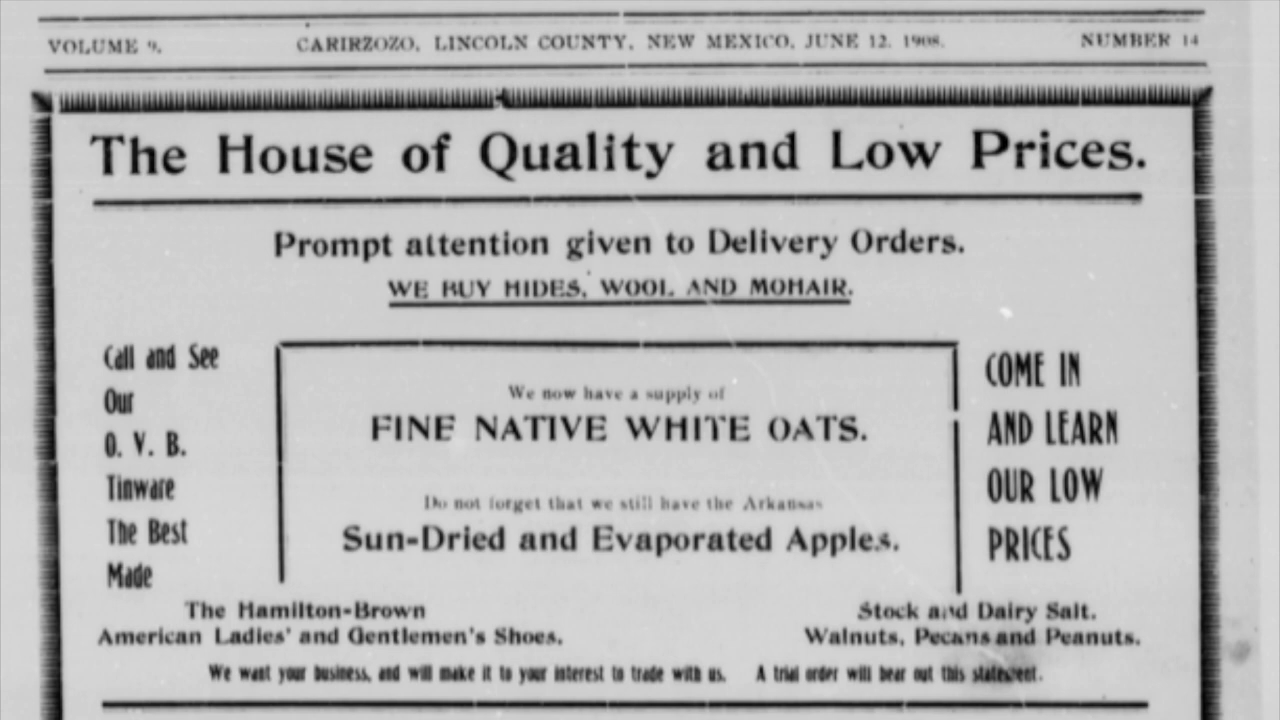 VOLUME 9.
CARIRZOZO, LINCOLN COUNTY, NEW MEXICO, JUNE 12. 1908.
NUMBER 14
The House of Quality and Low Prices.
Prompt attention given to Delivery Orders.
WE BUY HIDES, WOOL AND MOHAIR.
Call and See
Our
O. V. B.
Tinware
The Best
Made
We now have a supply of
FINE NATIVE WHITE OATS.
Do not forget that we still have the Arkansas
Sun-Dried and Evaporated Apples.
COME IN
AND LEARN
OUR LOW
PRICES
The Hamilton-Brown
American Ladies' and Gentlemen's Shoes.
Stock and Dairy Salt.
Walnuts, Pecans and Peanuts.
We want your business, and will make it to your interest to trade with us. A trial order will bear out this statement.